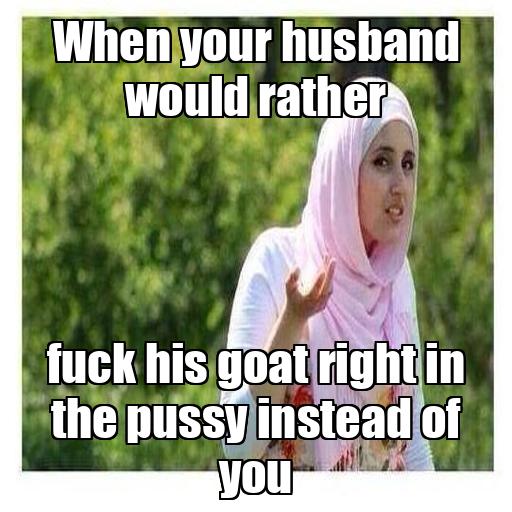 When your husband
would rather
fuck his goat right in
the pussy instead of
you